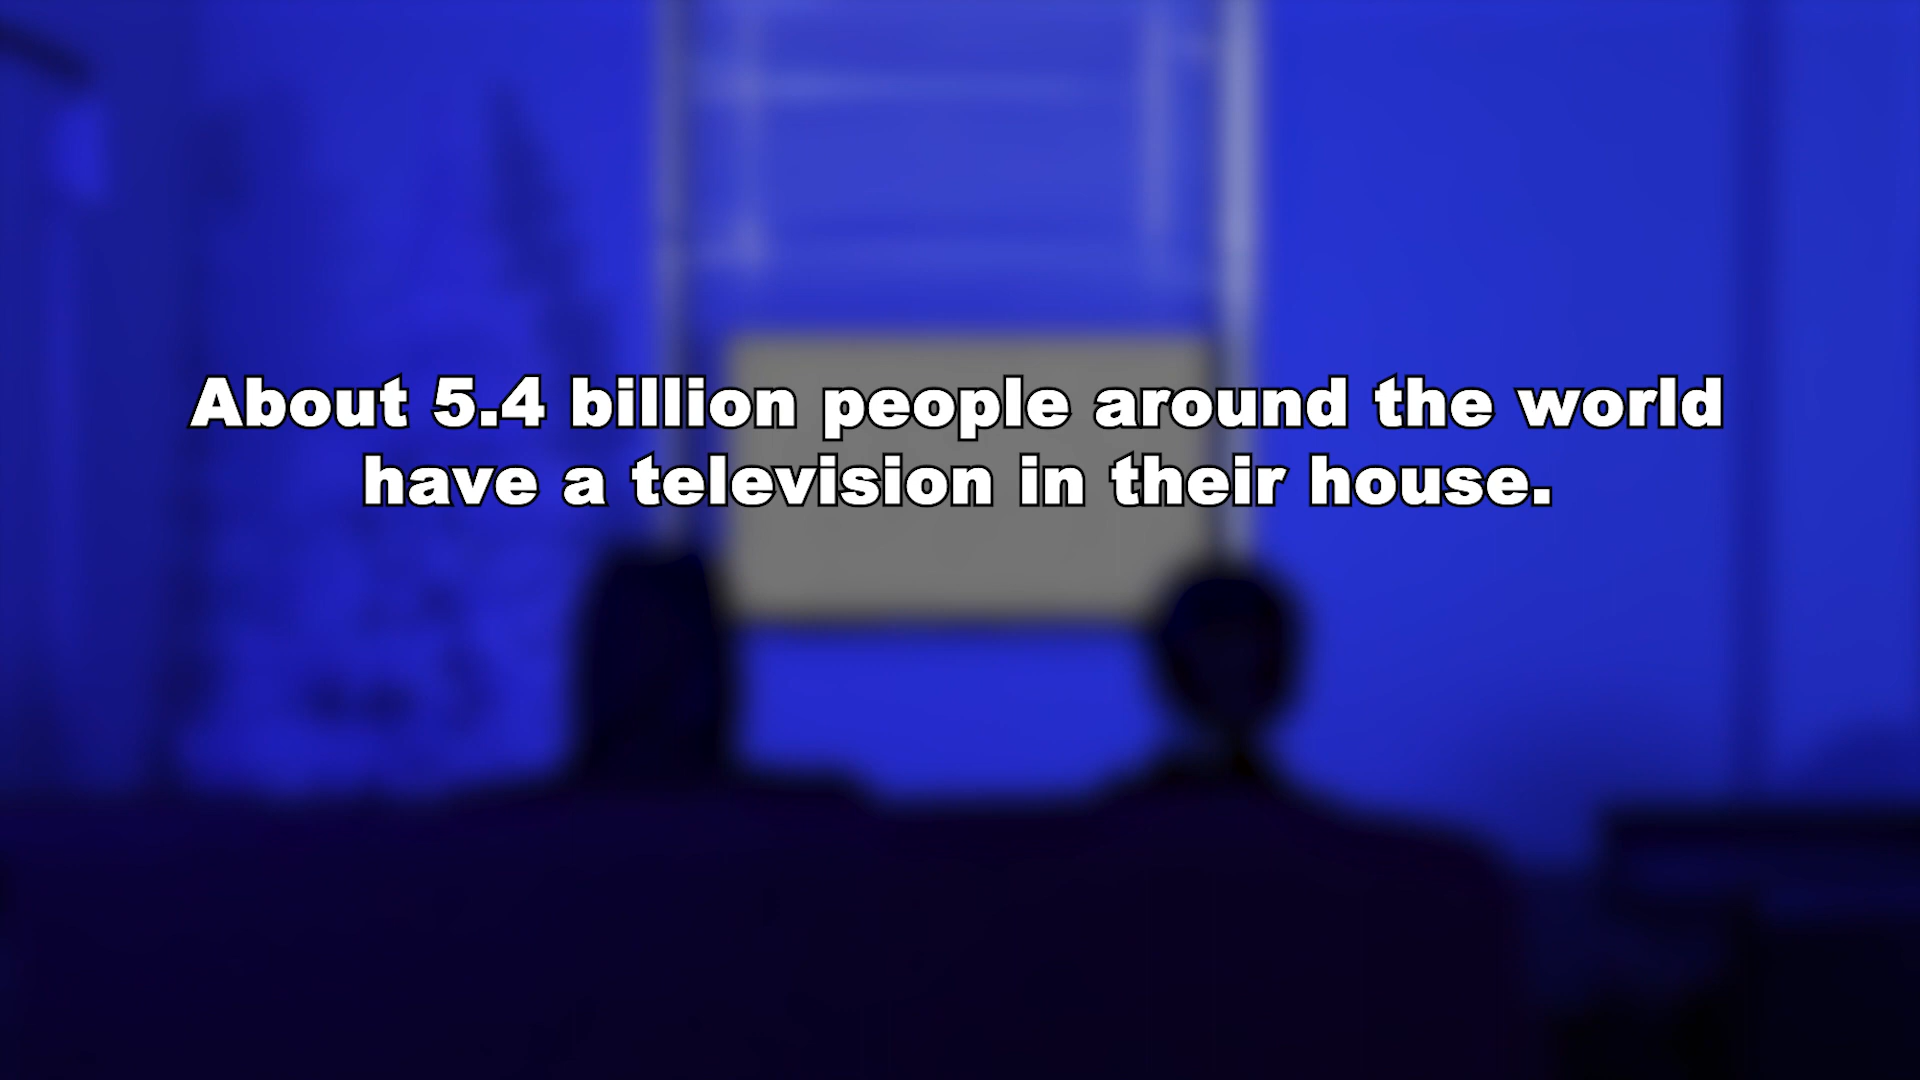 About 5.4 billion people around the world
have a television in their house.